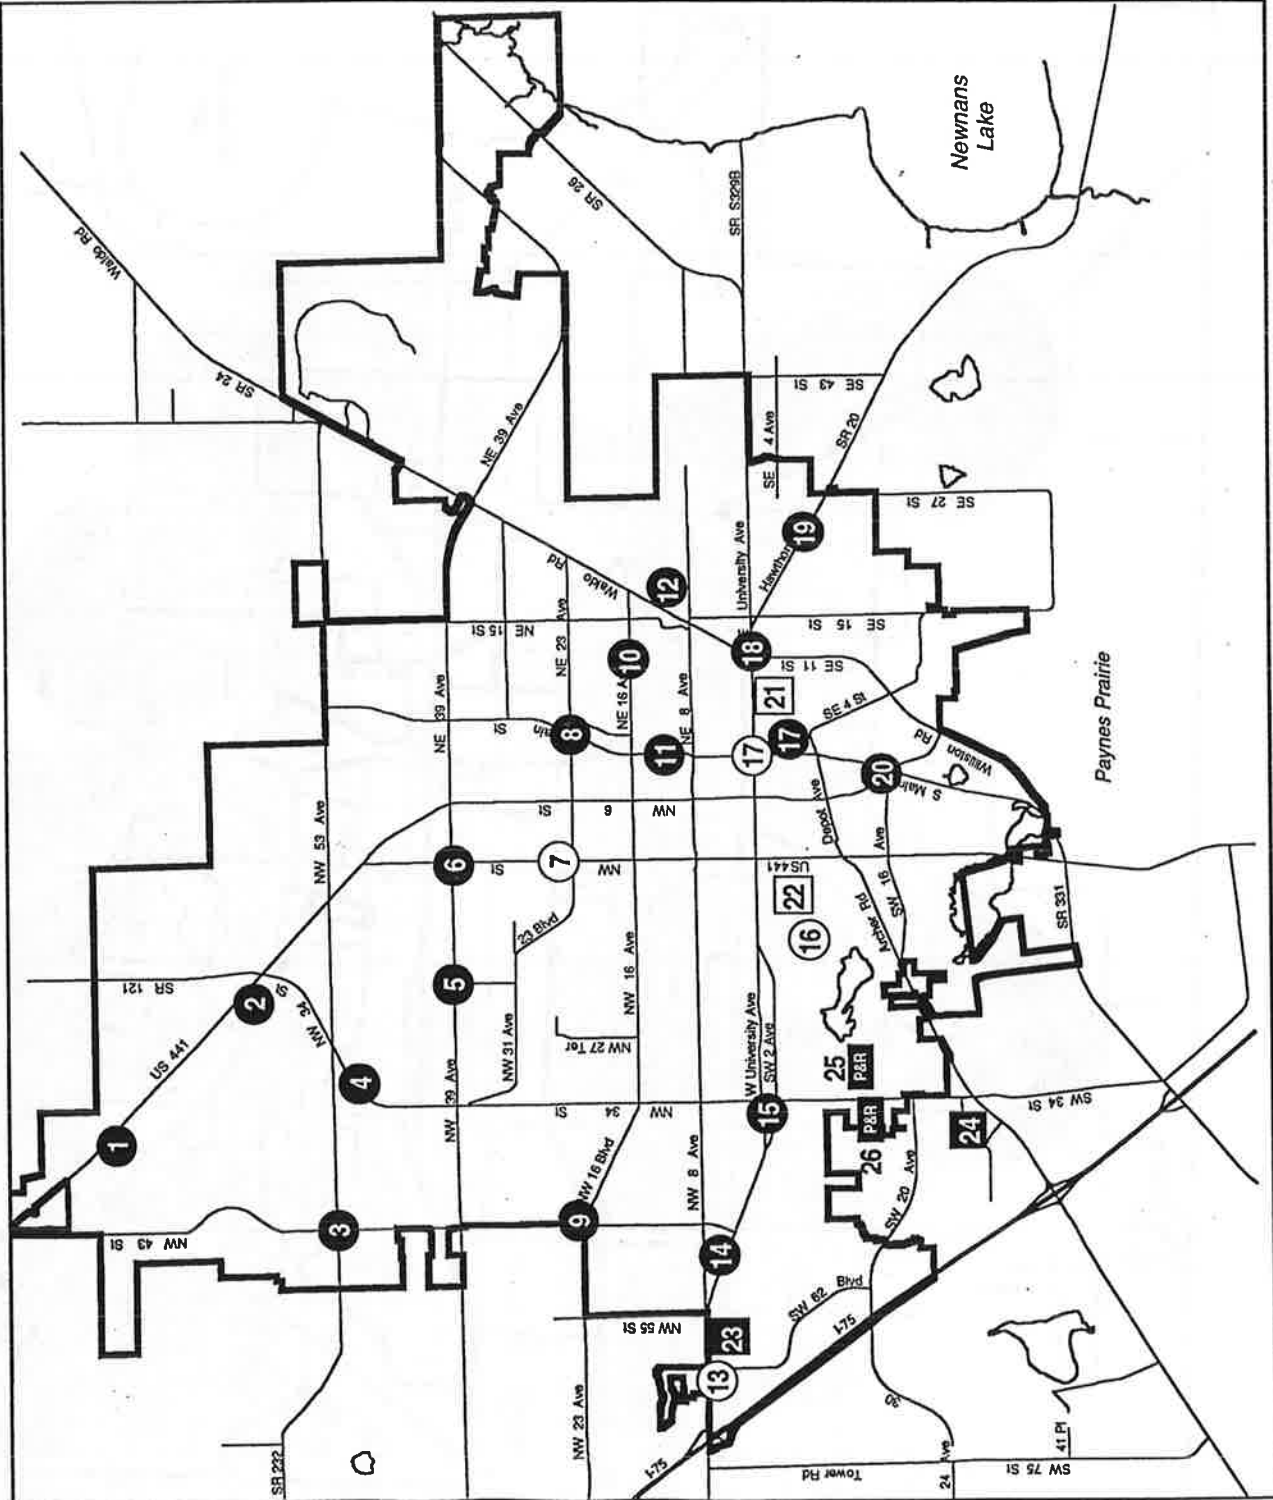 Newnans
Lake
Paynes Prairie
Waldo Rd
SR 24
SR 26
SR S329B
NE 39 Ave
SE 43 St
SE 4 Ave
SR 20
SE 27 St
University Ave
Hawthorn
19
12
Waldo
Rd
NE 15 St
NE 23 Ave
SE 15 St
10
18
SE 11 St
NE 16 A
NE 8 Ave
21
SE 4 St
NE 39 Ave
St
8
11
17
17
Williston
Rd
20
S Main
NW 53 Ave
NW 6 St
Depot Ave
6
7
NW St
US441
SW 16 Ave
SR 331
22
16
Archer Rd
23 Blvd
5
NW 16 Ave
SR 121
2
NW 34 St
US 441
NW 31 Ave
NW 27 Ter
W University Ave
SW 2 Ave
25
P&R
4
NW 39 Ave
NW 34 St
15
SW 34 St
1
NW 16 Blvd
NW 8 Ave
P&R
26
24
SW 20 Ave
NW 43 St
3
9
14
SW 62 Blvd
I-75
NW 55 St
23
13
NW 23 Ave
SR 232
I-75
Tower Rd
24 Ave
41 Pl
SW 75 St